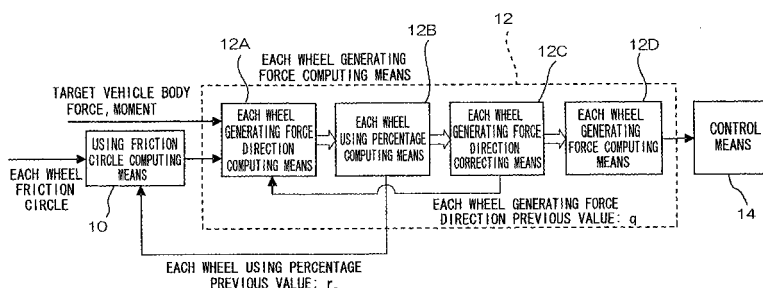 12
12A
12B
12C
12D
EACH WHEEL GENERATING
FORCE COMPUTING MEANS
TARGET VEHICLE BODY
FORCE, MOMENT
EACH WHEEL
GENERATING FORCE
DIRECTION
COMPUTING MEANS
EACH WHEEL
USING PERCENTAGE
COMPUTING MEANS
EACH WHEEL
GENERATING FORCE
DIRECTION
CORRECTING MEANS
EACH WHEEL
GENERATING
FORCE COMPUTING
MEANS
CONTROL
MEANS
14
USING FRICTION
CIRCLE COMPUTING
MEANS
10
EACH WHEEL
FRICTION
CIRCLE
EACH WHEEL GENERATING FORCE
DIRECTION PREVIOUS VALUE: q
EACH WHEEL USING PERCENTAGE
PREVIOUS VALUE: r